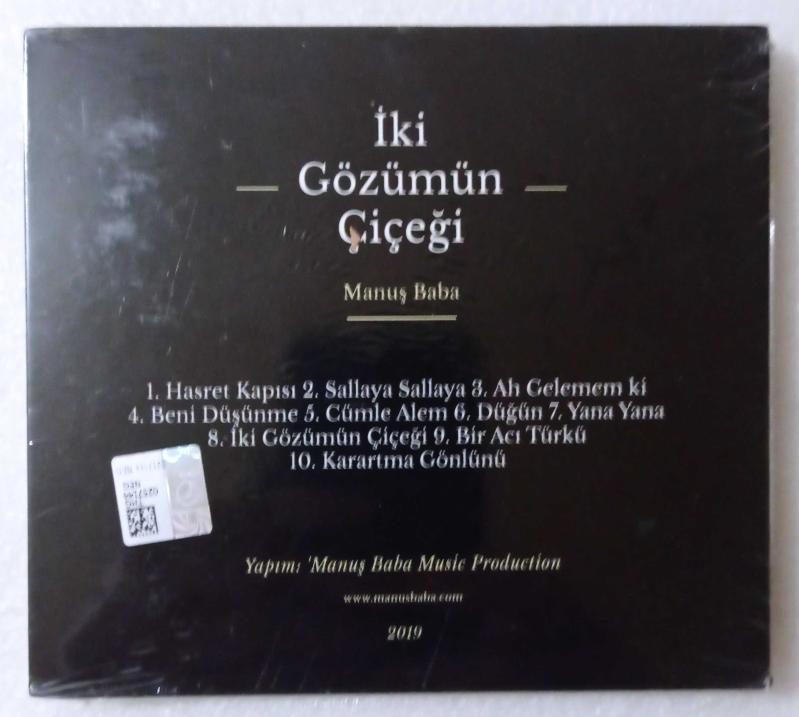 İki
Gözümün
Çiçeği
Manuş Baba
1. Hasret Kapısı 2. Sallaya Sallaya 3. Ah Gelemem ki
4. Beni Düşünme 5. Cümle Alem 6. Düğün 7. Yana Yana
8. İki Gözümün Çiçeği 9. Bir Acı Türkü
10. Karartma Gönlünü
Yapım: 'Manuş Baba Music Production
www.manusbaba.com
2019